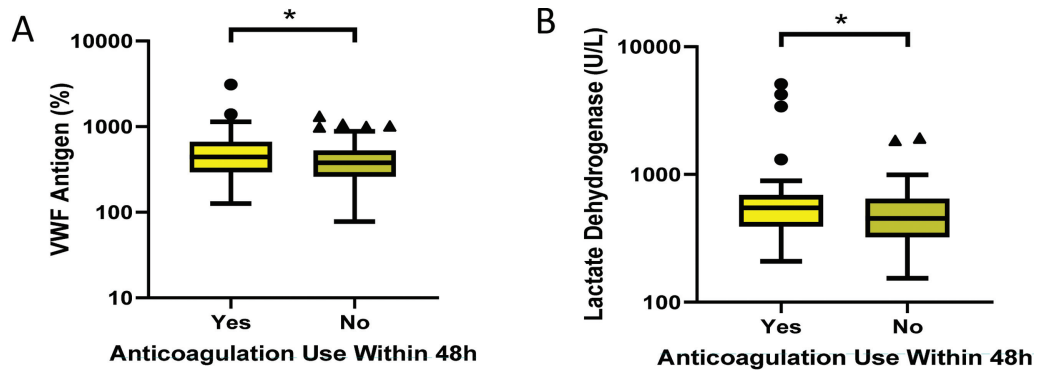 A
*
10000
1000
100
10
VWF Antigen (%)
Yes No
Anticoagulation Use Within 48h
B
*
10000
1000
100
Lactate Dehydrogenase (U/L)
Yes No
Anticoagulation Use Within 48h